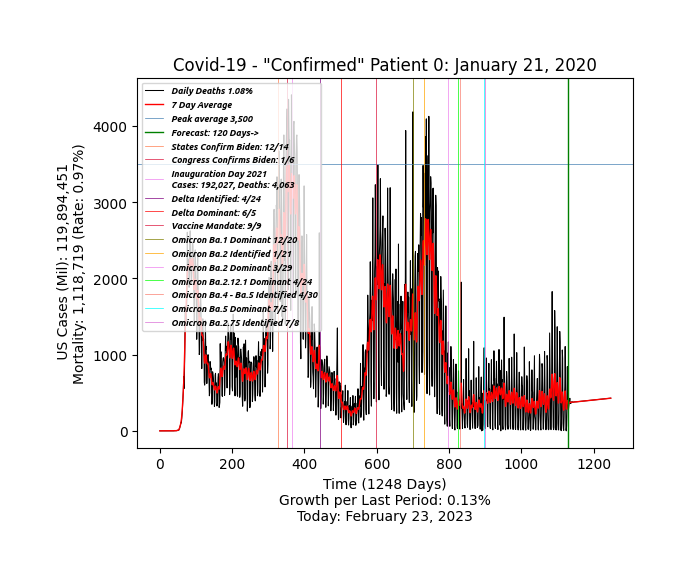 Covid-19 - "Confirmed" Patient 0: January 21, 2020
Daily Deaths 1.08%
7 Day Average
Peak average 3,500
Forecast: 120 Days->
States Confirm Biden: 12/14
Congress Confirms Biden: 1/6
Inauguration Day 2021
Cases: 192,027, Deaths: 4,063
Delta Identified: 4/24
Delta Dominant: 6/5
Vaccine Mandate: 9/9
Omicron Ba.1 Dominant 12/20
Omicron Ba.2 Identified 1/21
Omicron Ba.2 Dominant 3/29
Omicron Ba.2.12.1 Dominant 4/24
Omicron Ba.4 - Ba.5 Identified 4/30
Omicron Ba.5 Dominant 7/5
Omicron Ba.2.75 Identified 7/8
4000
3000
2000
1000
0
US Cases (Mil): 119,894,451
Mortality: 1,118,719 (Rate: 0.97%)
0 200 400 600 800 1000 1200
Time (1248 Days)
Growth per Last Period: 0.13%
Today: February 23, 2023